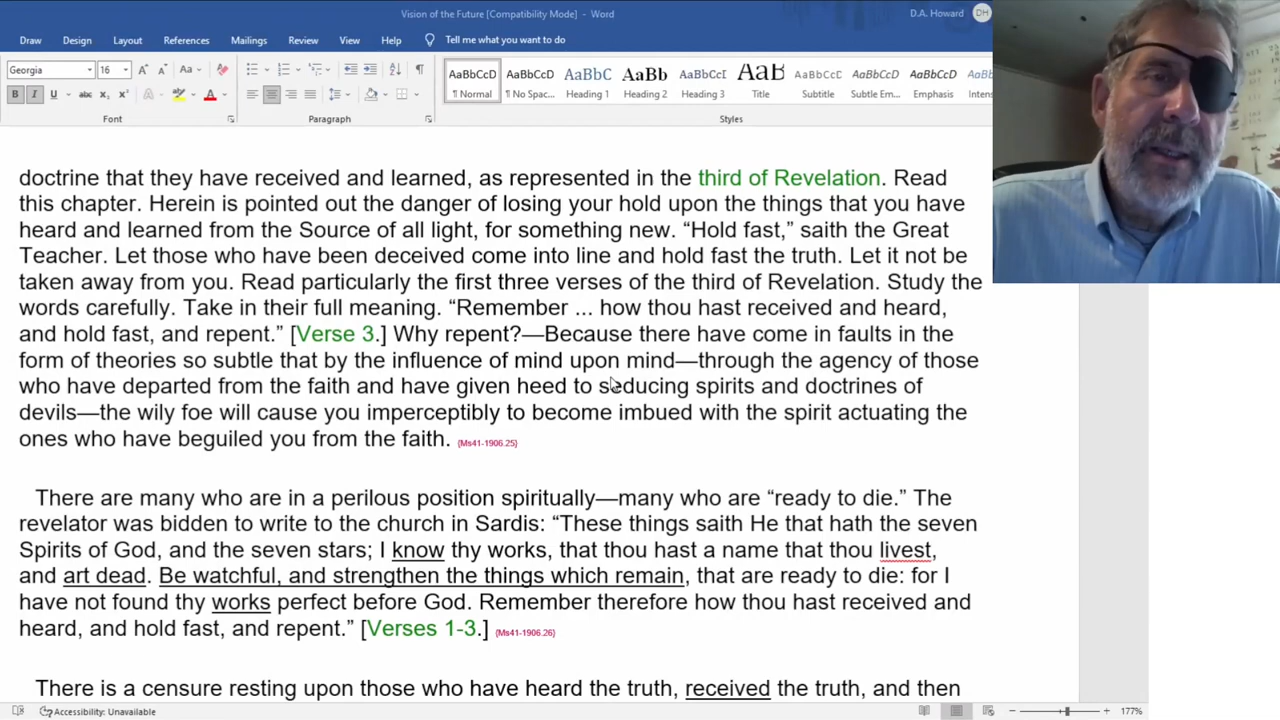 Vision of the Future [Compatibility Mode] - Word
D.A. Howard DH
Draw Design Layout References Mailings Review View Help Tell me what you want to do
Georgia 16 A A Aa
B I U abc x₂ x² A A
AaBbCcD AaBbCcD AaBbC AaBb AaBbCcI AaB AaBbCcD AaBbCcD AaBbCcD AaBb
¶ Normal ¶ No Spac... Heading 1 Heading 2 Heading 3 Title Subtitle Subtle Em... Emphasis Intens
Font Paragraph Styles
doctrine that they have received and learned, as represented in the third of Revelation. Read
this chapter. Herein is pointed out the danger of losing your hold upon the things that you have
heard and learned from the Source of all light, for something new. “Hold fast,” saith the Great
Teacher. Let those who have been deceived come into line and hold fast the truth. Let it not be
taken away from you. Read particularly the first three verses of the third of Revelation. Study the
words carefully. Take in their full meaning. “Remember ... how thou hast received and heard,
and hold fast, and repent.” [Verse 3.] Why repent?—Because there have come in faults in the
form of theories so subtle that by the influence of mind upon mind—through the agency of those
who have departed from the faith and have given heed to seducing spirits and doctrines of
devils—the wily foe will cause you imperceptibly to become imbued with the spirit actuating the
ones who have beguiled you from the faith. {Ms41-1906.25}
There are many who are in a perilous position spiritually—many who are “ready to die.” The
revelator was bidden to write to the church in Sardis: “These things saith He that hath the seven
Spirits of God, and the seven stars; I know thy works, that thou hast a name that thou livest,
and art dead. Be watchful, and strengthen the things which remain, that are ready to die: for I
have not found thy works perfect before God. Remember therefore how thou hast received and
heard, and hold fast, and repent.” [Verses 1-3.] {Ms41-1906.26}
There is a censure resting upon those who have heard the truth, received the truth, and then
Accessibility: Unavailable
177%